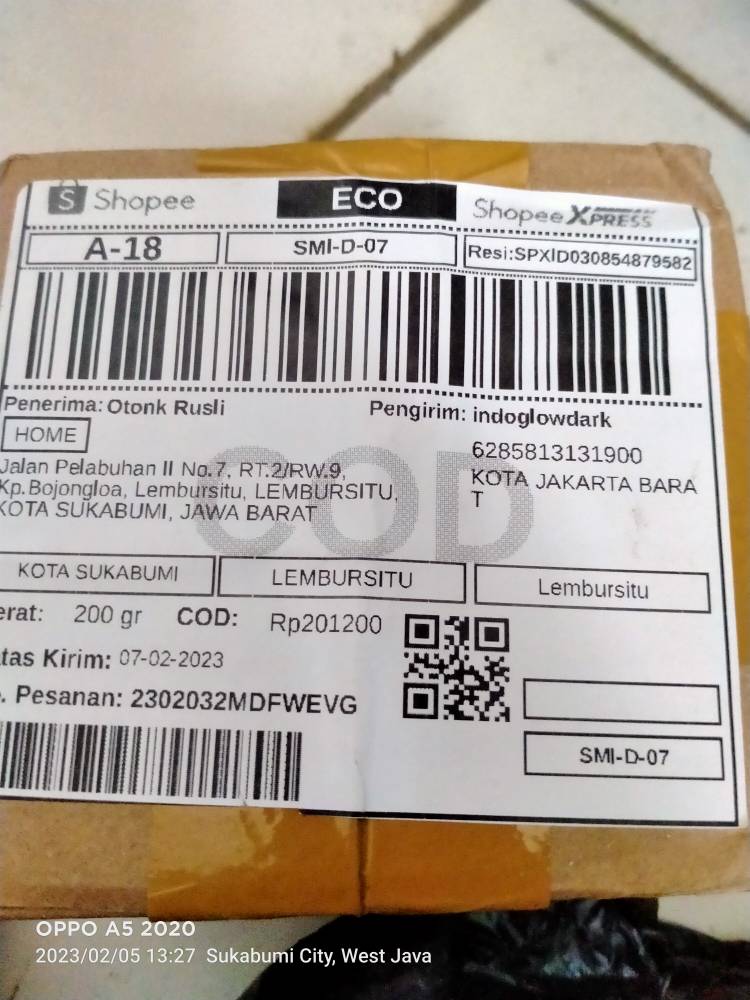 Shopee
ECO
Shopee XPRESS
A-18
SMI-D-07
Resi:SPXID030854879582
Penerima: Otonk Rusli
Pengirim: indoglowdark
HOME
6285813131900
KOTA JAKARTA BARA
T
Jalan Pelabuhan II No.7, RT.2/RW.9,
Kp.Bojongloa, Lembursitu, LEMBURSITU,
KOTA SUKABUMI, JAWA BARAT
COD
KOTA SUKABUMI
LEMBURSITU
Lembursitu
erat: 200 gr COD: Rp201200
tas Kirim: 07-02-2023
. Pesanan: 2302032MDFWEVG
SMI-D-07
OPPO A5 2020
2023/02/05 13:27 Sukabumi City, West Java